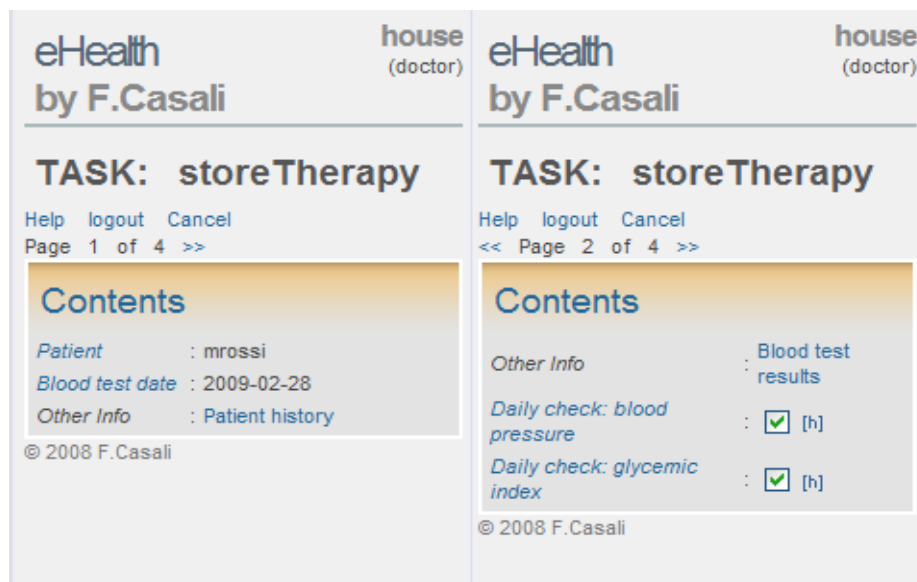 eHealth
by F.Casali
house
(doctor)
TASK: storeTherapy
Help logout Cancel
Page 1 of 4 >>
Contents
Patient : mrossi
Blood test date : 2009-02-28
Other Info : Patient history
© 2008 F.Casali
eHealth
by F.Casali
house
(doctor)
TASK: storeTherapy
Help logout Cancel
<< Page 2 of 4 >>
Contents
Other Info : Blood test
results
Daily check: blood
pressure : [h]
Daily check: glycemic
index : [h]
© 2008 F.Casali